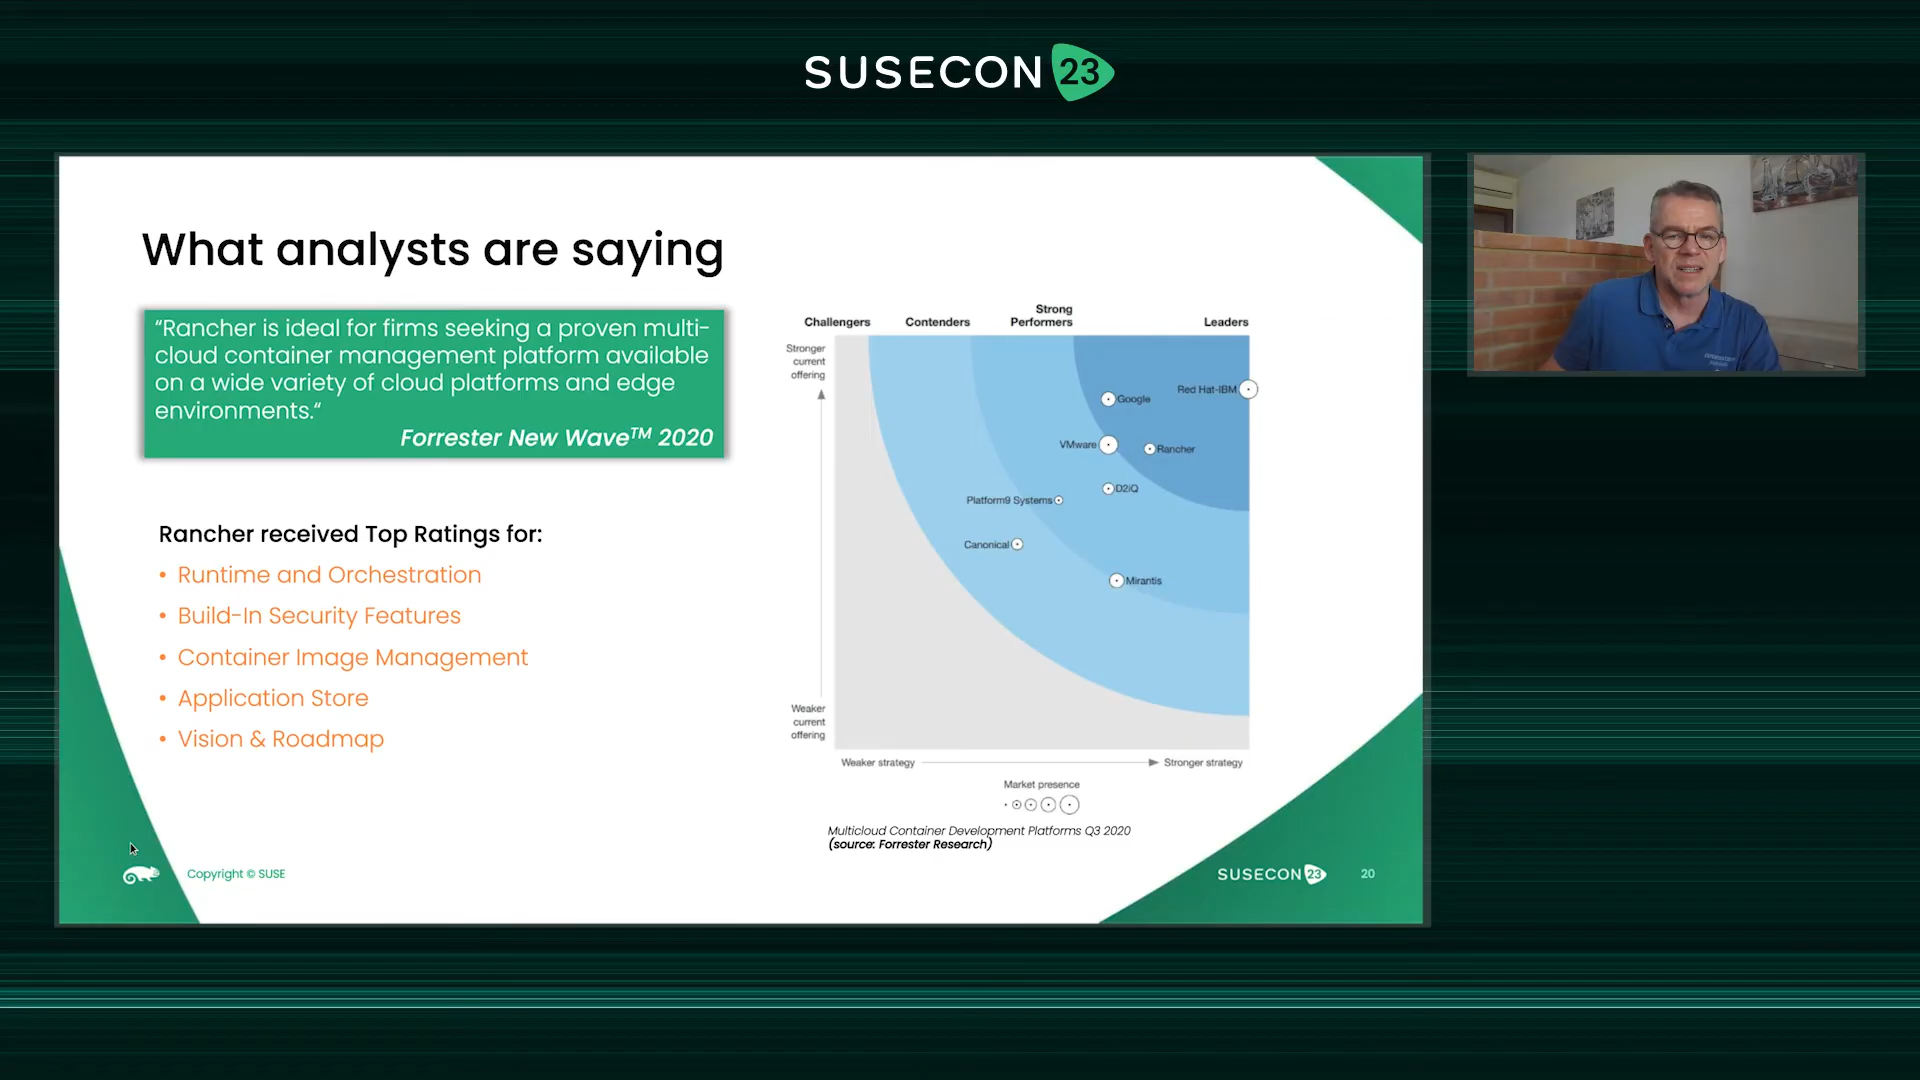 SUSECON 23
What analysts are saying
“Rancher is ideal for firms seeking a proven multi-
cloud container management platform available
on a wide variety of cloud platforms and edge
environments.“
Forrester New Wave™ 2020
Rancher received Top Ratings for:
• Runtime and Orchestration
• Build-In Security Features
• Container Image Management
• Application Store
• Vision & Roadmap
Challengers
Contenders
Strong
Performers
Leaders
Stronger
current
offering
Red Hat-IBM
Google
VMware
Rancher
D2iQ
Platform9 Systems
Canonical
Mirantis
Weaker
current
offering
Weaker strategy
Stronger strategy
Market presence
Multicloud Container Development Platforms Q3 2020
(source: Forrester Research)
Copyright © SUSE
SUSECON 23
20